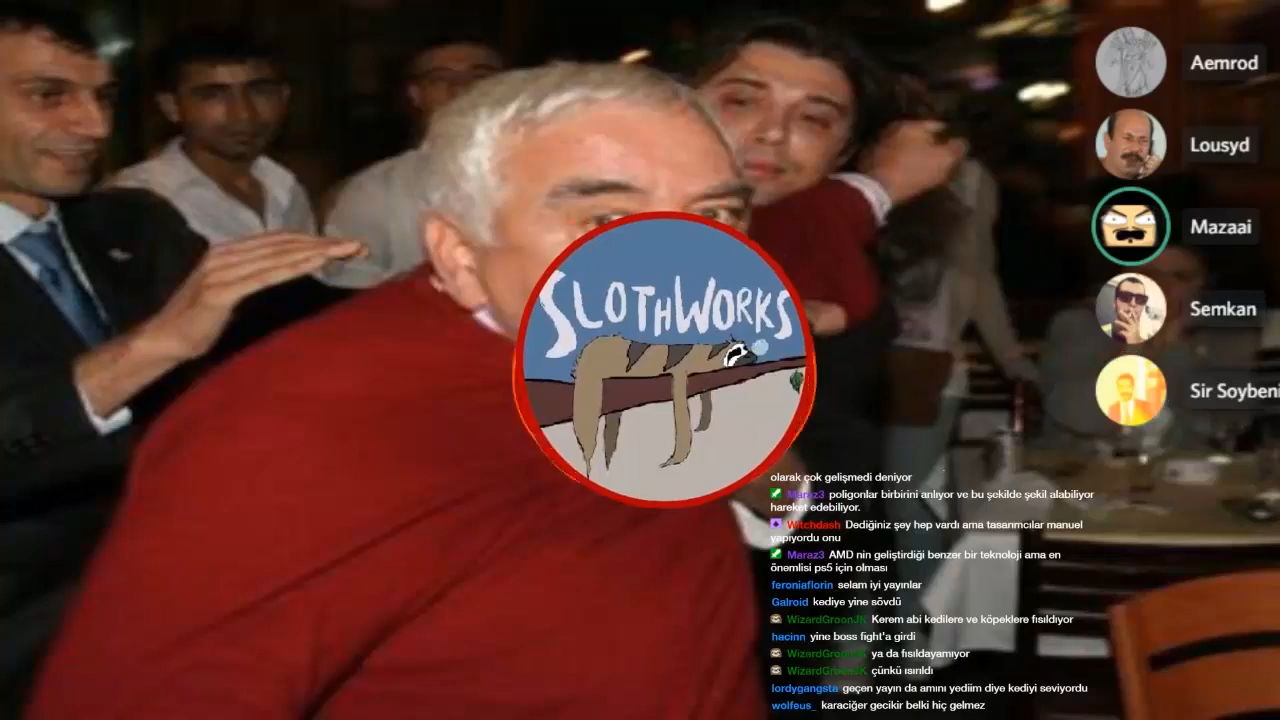 Aemrod
Lousyd
Mazaai
Semkan
Sir Soybeni
SLOTHWORKS
olarak çok gelişmedi deniyor
Maraz3 poligonlar birbirini anlıyor ve bu şekilde şekil alabiliyor
hareket edebiliyor.
Witchdash Dediğiniz şey hep vardı ama tasarımcılar manuel
yapıyordu onu
Maraz3 AMD nin geliştirdiği benzer bir teknoloji ama en
önemlisi ps5 için olması
feroniaflorin selam iyi yayınlar
Galroid kediye yine sövdü
WizardGroonJK Kerem abi kedilere ve köpeklere fısıldıyor
hacinn yine boss fight'a girdi
WizardGroonJK ya da fısıldayamıyor
WizardGroonJK çünkü ısırıldı
lordygangsta geçen yayın da amını yediim diye kediyi seviyordu
wolfeus_ karaciğer gecikir belki hiç gelmez